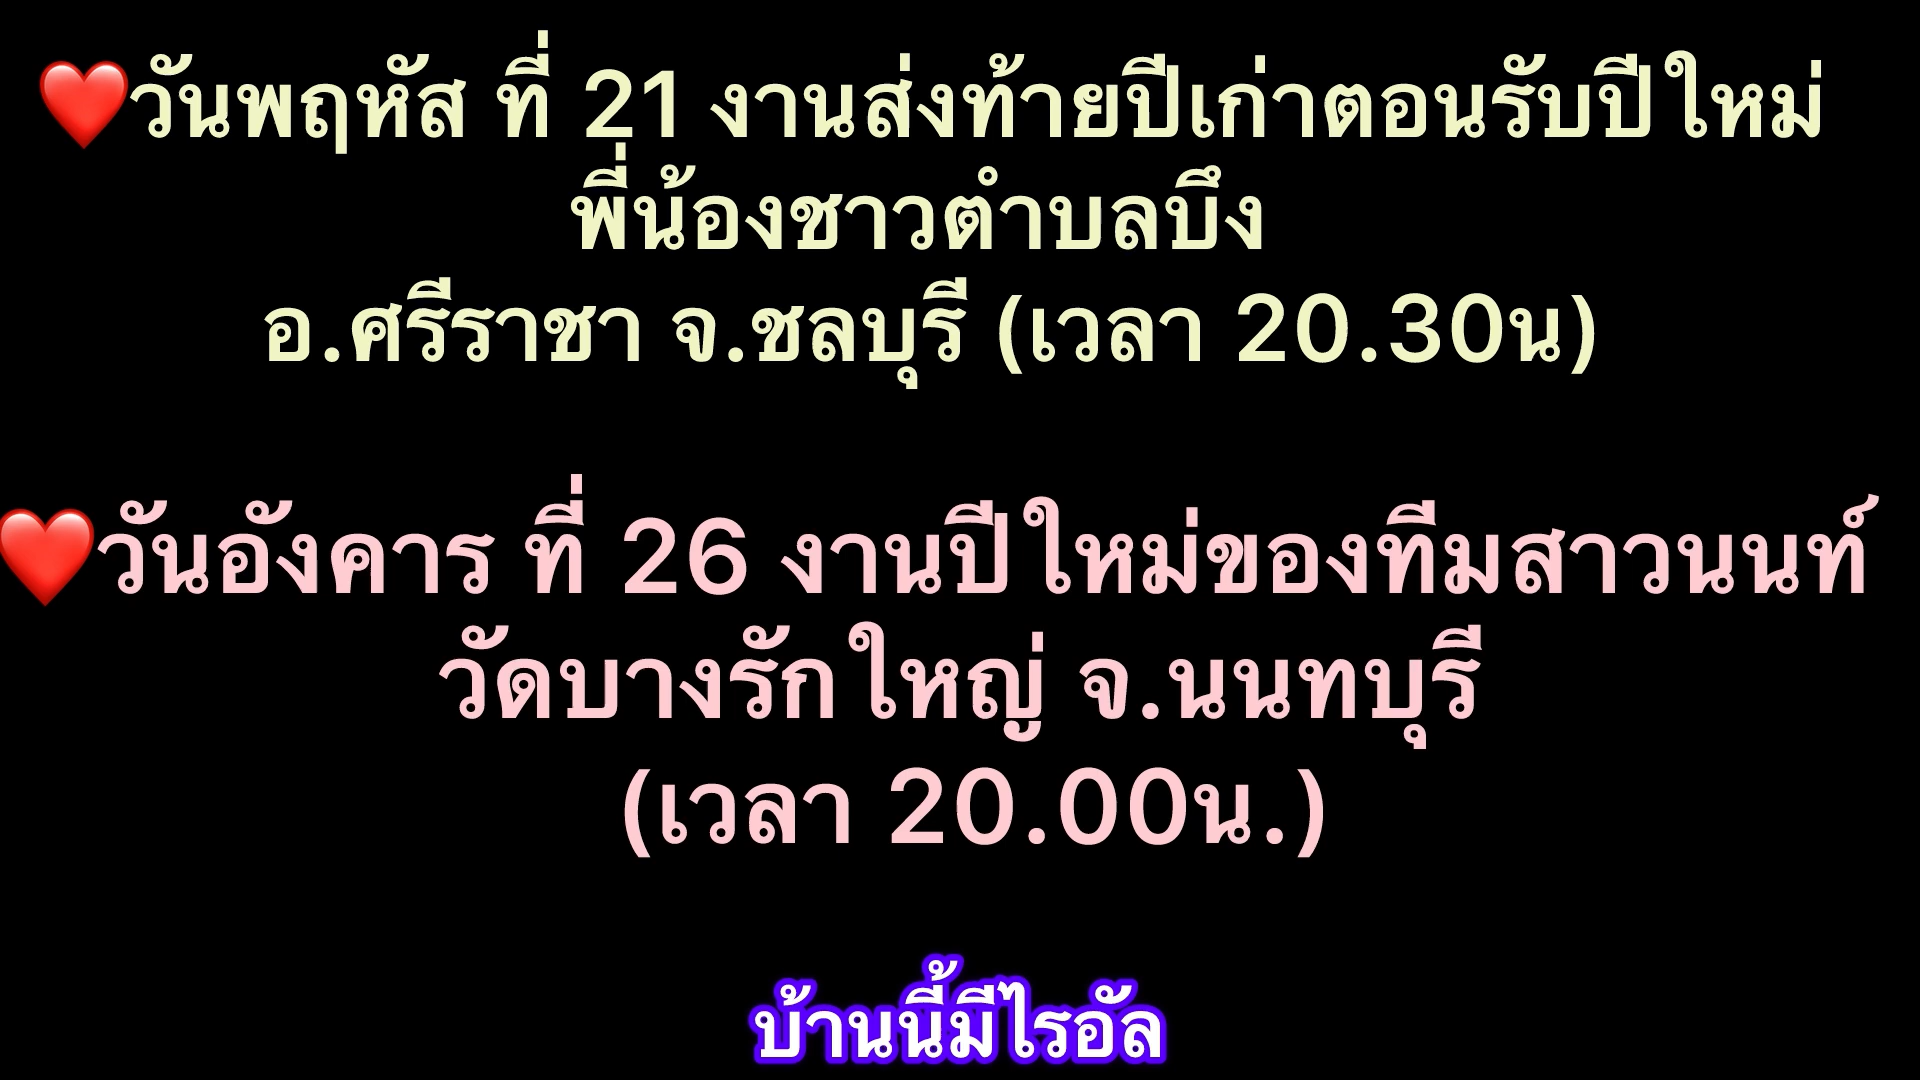 ❤️วันพฤหัส ที่ 21 งานส่งท้ายปีเก่าตอนรับปีใหม่
พี่น้องชาวตำบลบึง
อ.ศรีราชา จ.ชลบุรี (เวลา 20.30น)
❤️วันอังคาร ที่ 26 งานปีใหม่ของทีมสาวนนท์
วัดบางรักใหญ่ จ.นนทบุรี
(เวลา 20.00น.)
บ้านนี้มีไรอัล